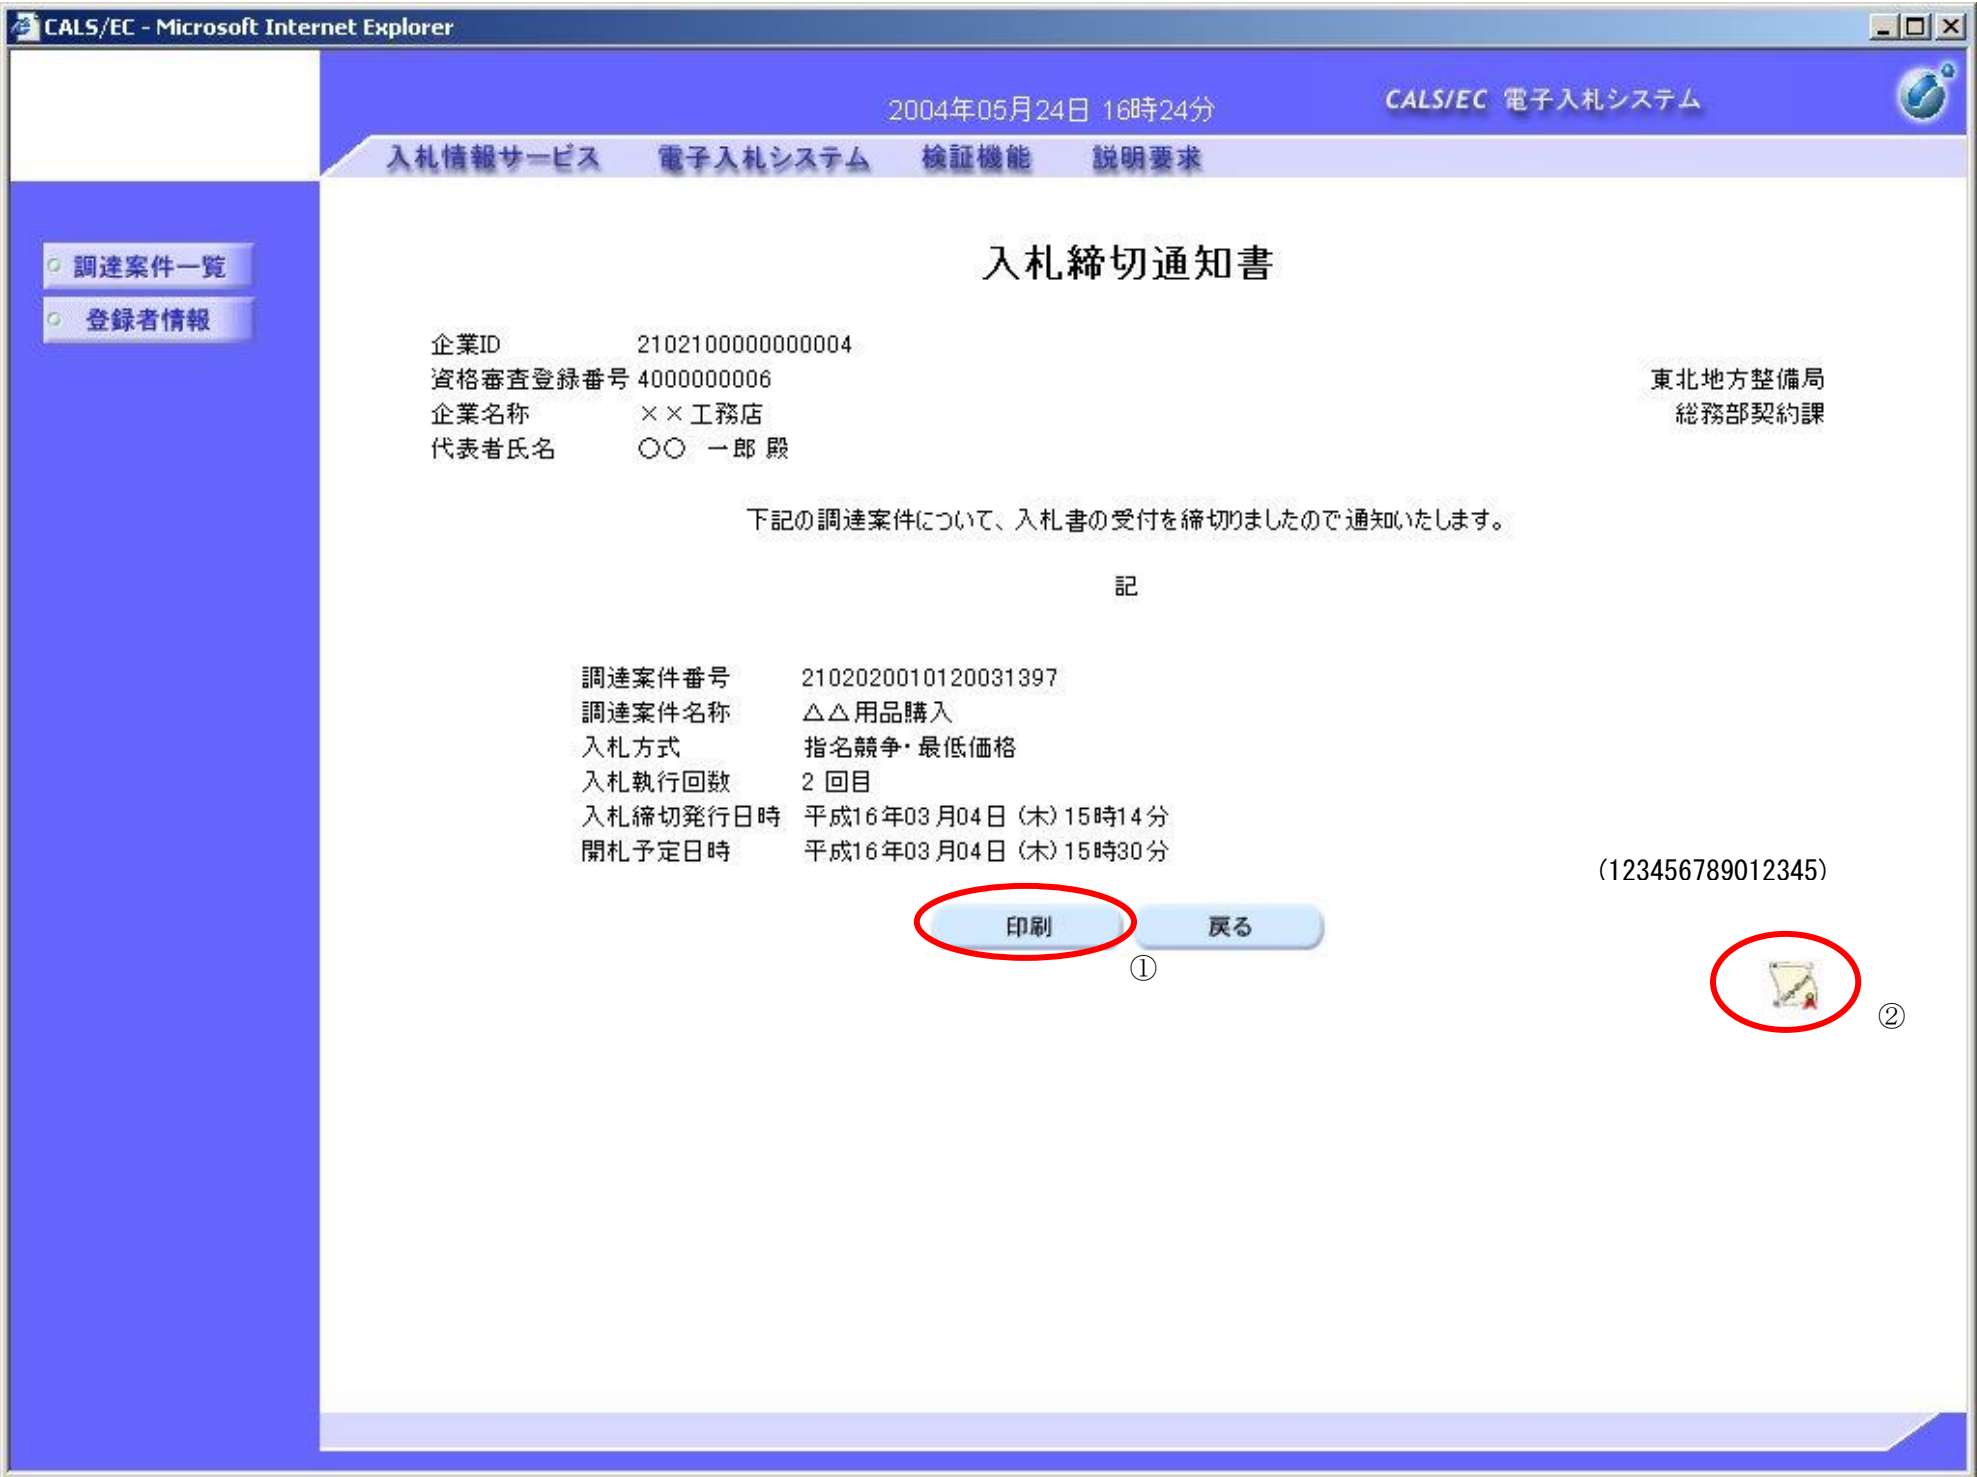 CALS/EC - Microsoft Internet Explorer
2004年05月24日 16時24分
CALS/EC 電子入札システム
入札情報サービス 電子入札システム 検証機能 説明要求
調達案件一覧
登録者情報
入札締切通知書
企業ID 2102100000000004
資格審査登録番号 4000000006
東北地方整備局
企業名称 ××工務店
総務部契約課
代表者氏名 〇〇 一郎 殿
下記の調達案件について、入札書の受付を締切りましたので通知いたします。
記
調達案件番号 2102020010120031397
調達案件名称 △△用品購入
入札方式 指名競争・最低価格
入札執行回数 2 回目
入札締切発行日時 平成16年03月04日 (木) 15時14分
開札予定日時 平成16年03月04日 (木) 15時30分
(123456789012345)
印刷 戻る
①
②